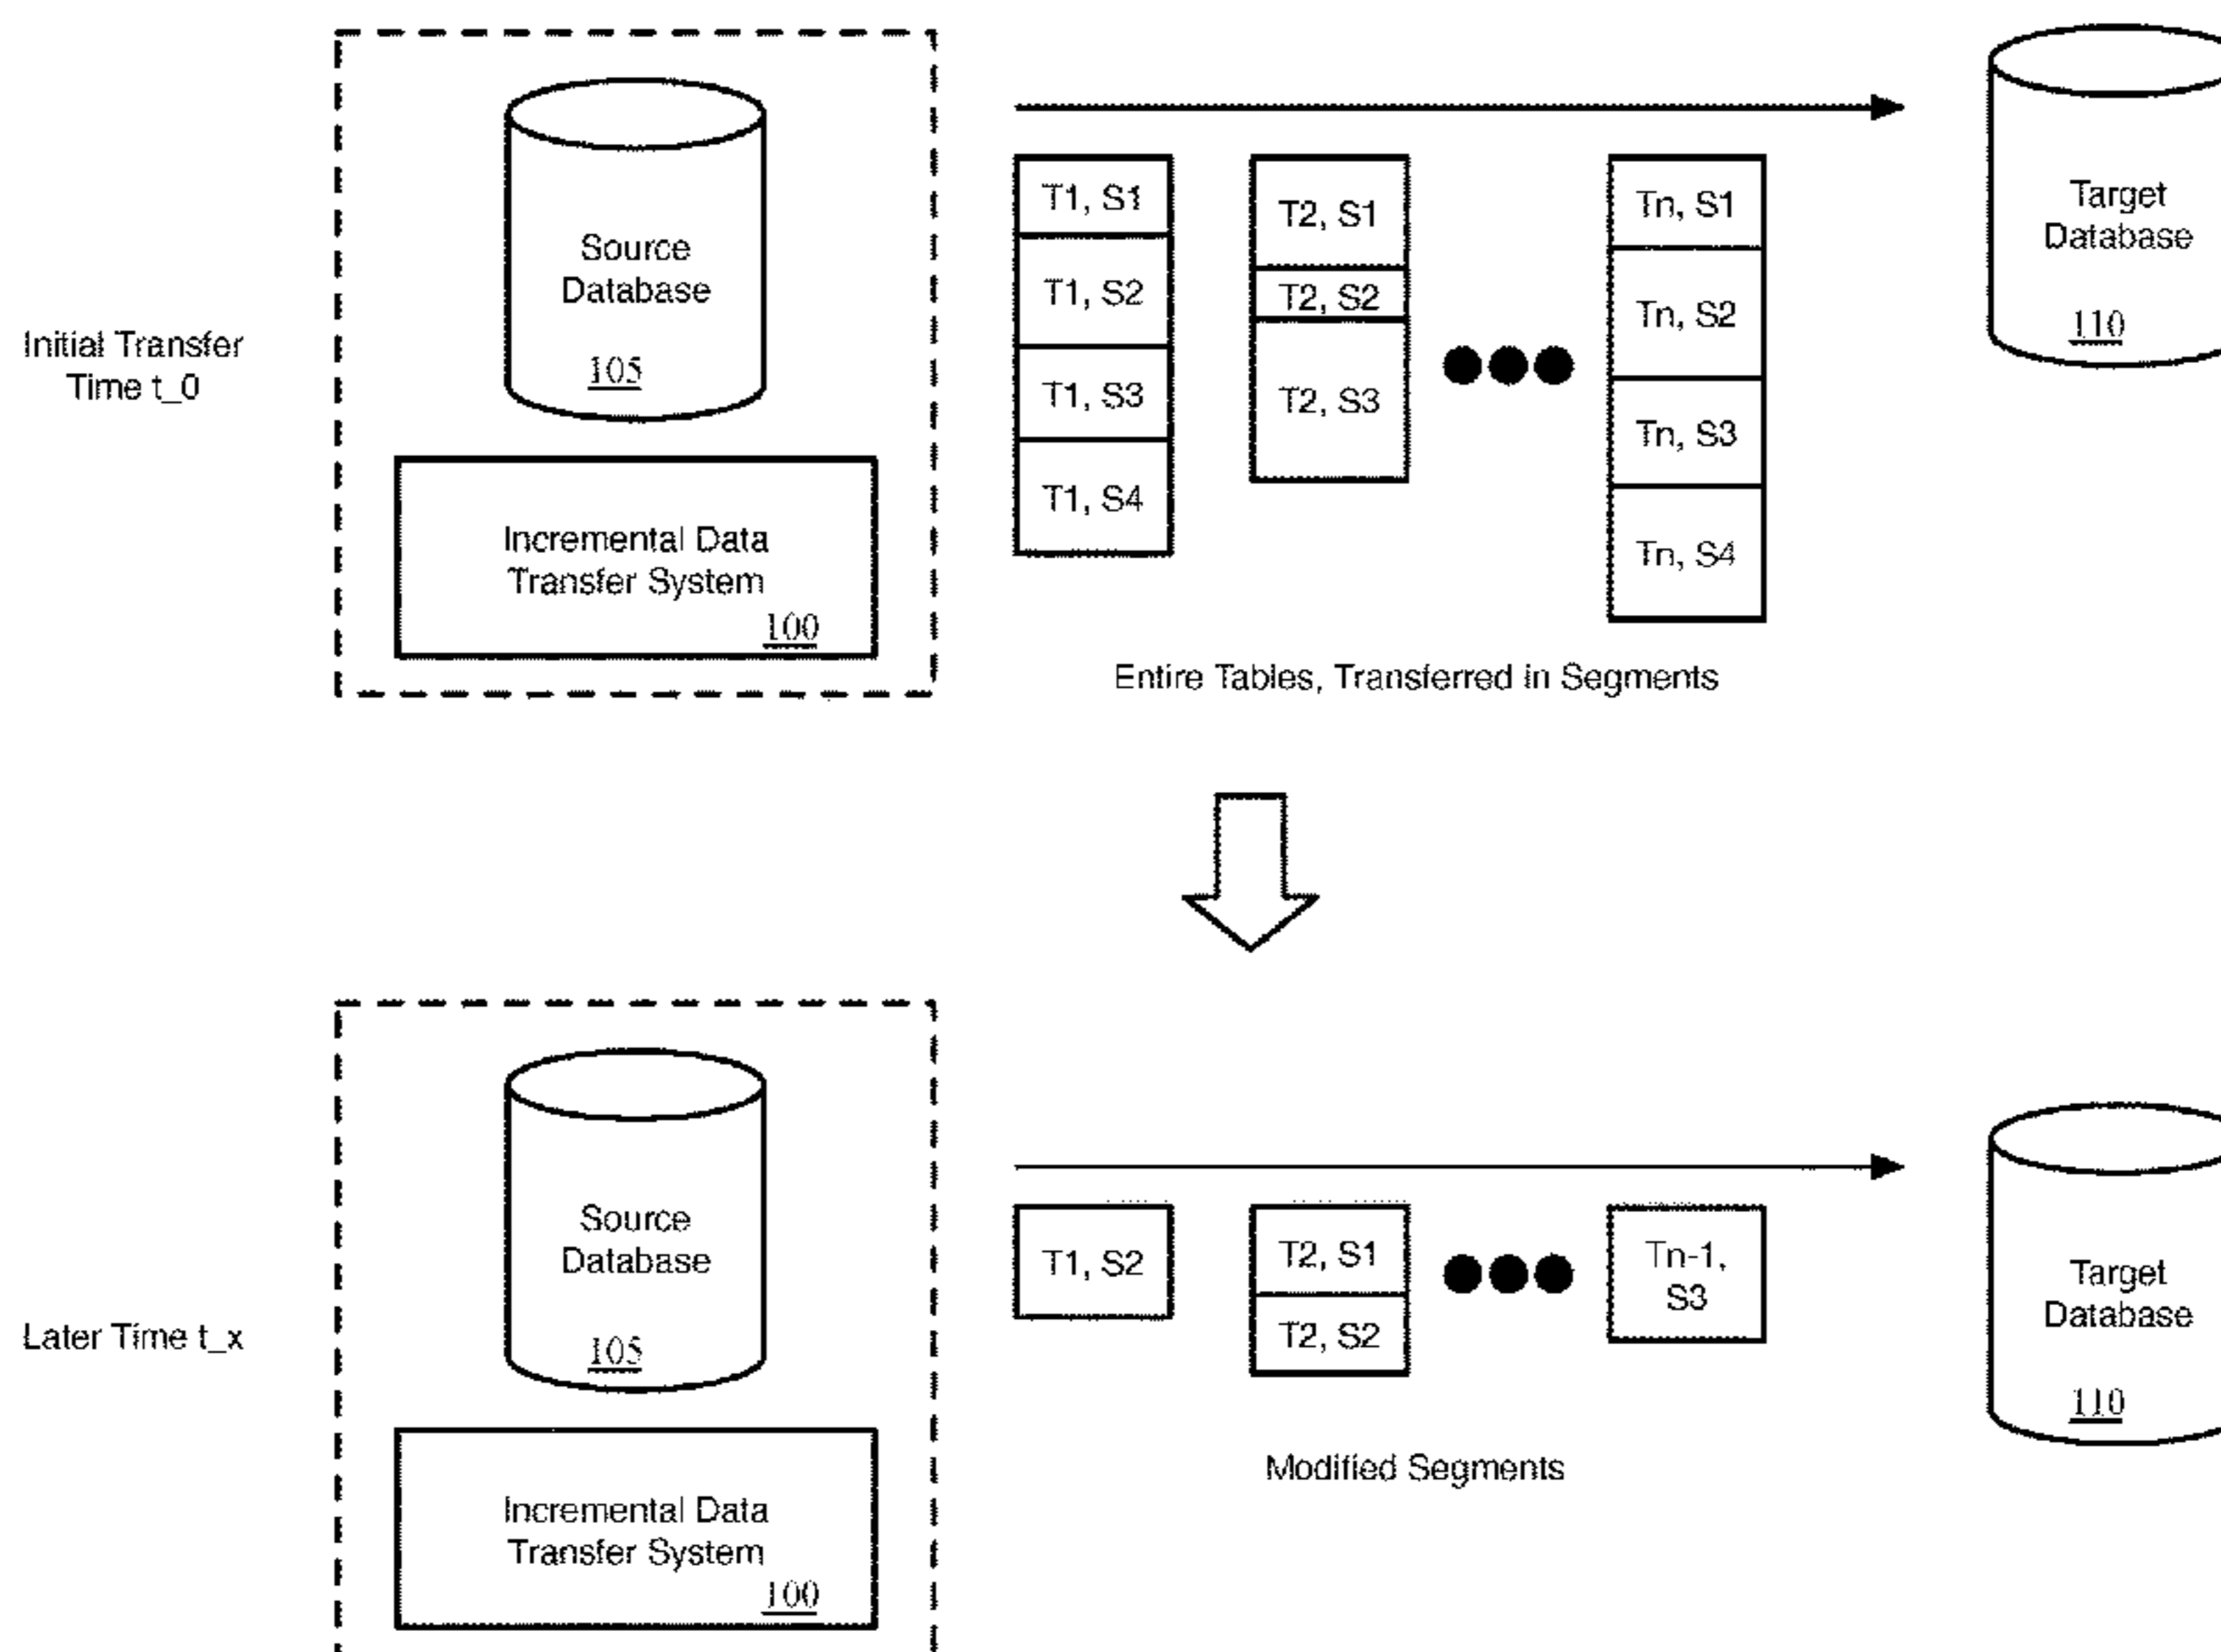 Initial Transfer
Time t_0
Source
Database
105
Incremental Data
Transfer System
100
T1, S1
T1, S2
T1, S3
T1, S4
T2, S1
T2, S2
T2, S3
Tn, S1
Tn, S2
Tn, S3
Tn, S4
Entire Tables, Transferred in Segments
Target
Database
110
Later Time t_x
Source
Database
105
Incremental Data
Transfer System
100
T1, S2
T2, S1
T2, S2
Tn-1,
S3
Modified Segments
Target
Database
110